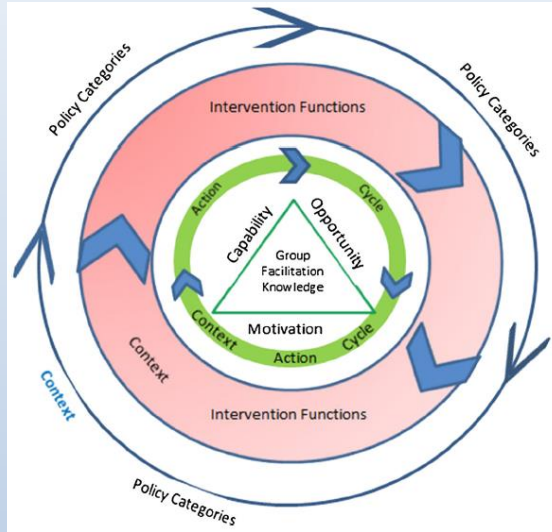 Policy Categories
Policy Categories
Intervention Functions
Action
Cycle
Capability
Opportunity
Group
Facilitation
Knowledge
Motivation
Context
Action
Cycle
Context
Intervention Functions
Context
Policy Categories